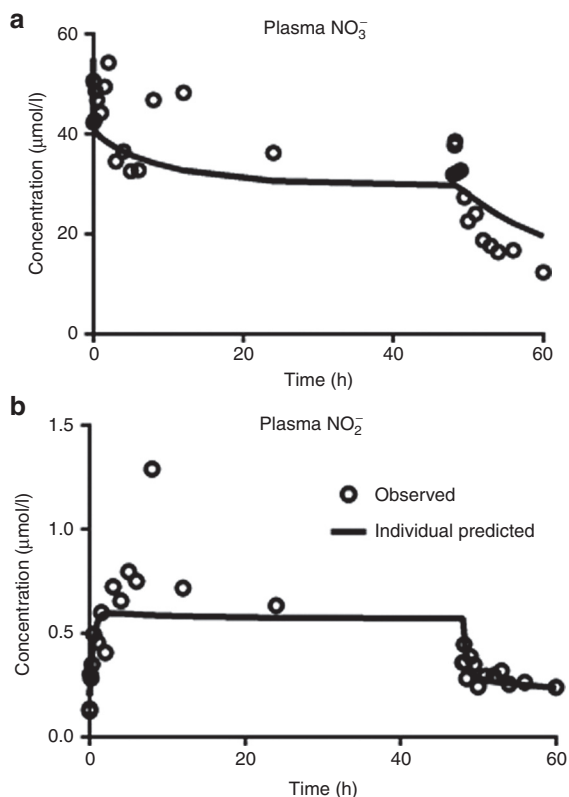 a
Plasma NO₃⁻
60
40
20
0
Concentration (μmol/l)
0 20 40 60
Time (h)
b
Plasma NO₂⁻
1.5
1.0
0.5
0.0
Concentration (μmol/l)
Observed
Individual predicted
0 20 40 60
Time (h)